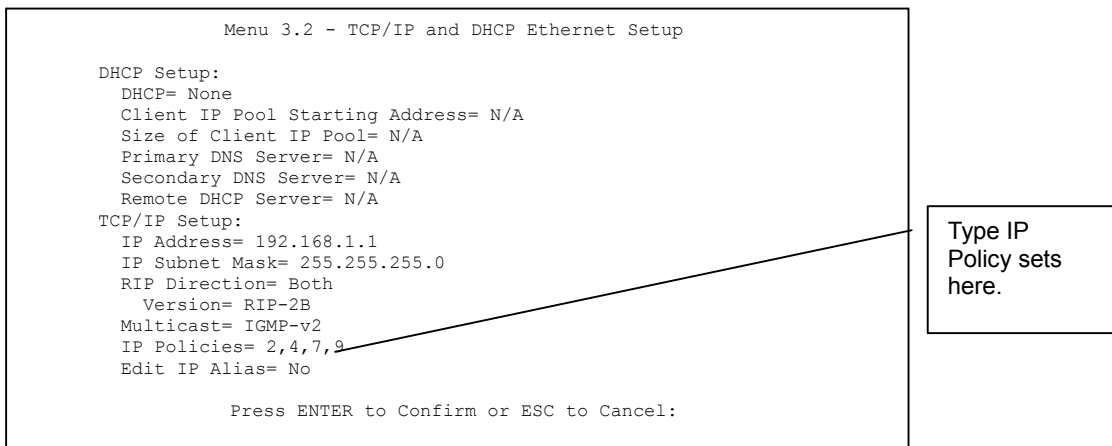 Menu 3.2 - TCP/IP and DHCP Ethernet Setup
DHCP Setup:
DHCP= None
Client IP Pool Starting Address= N/A
Size of Client IP Pool= N/A
Primary DNS Server= N/A
Secondary DNS Server= N/A
Remote DHCP Server= N/A
TCP/IP Setup:
IP Address= 192.168.1.1
IP Subnet Mask= 255.255.255.0
RIP Direction= Both
Version= RIP-2B
Multicast= IGMP-v2
IP Policies= 2,4,7,9
Edit IP Alias= No
Press ENTER to Confirm or ESC to Cancel:
Type IP
Policy sets
here.